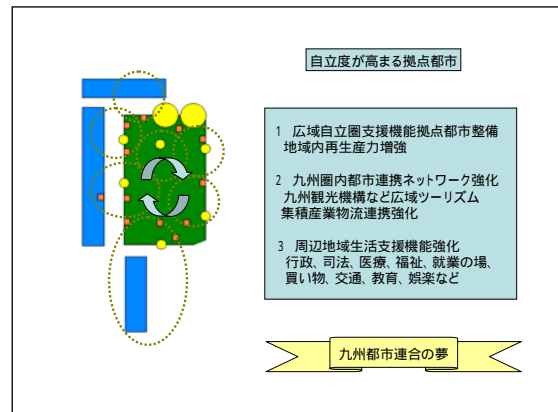 自立度が高まる拠点都市
1 広域自立圏支援機能拠点都市整備
地域内再生産力増強
2 九州圏内都市連携ネットワーク強化
九州観光機構など広域ツーリズム
集積産業物流連携強化
3 周辺地域生活支援機能強化
行政、司法、医療、福祉、就業の場、
買い物、交通、教育、娯楽など
九州都市連合の夢